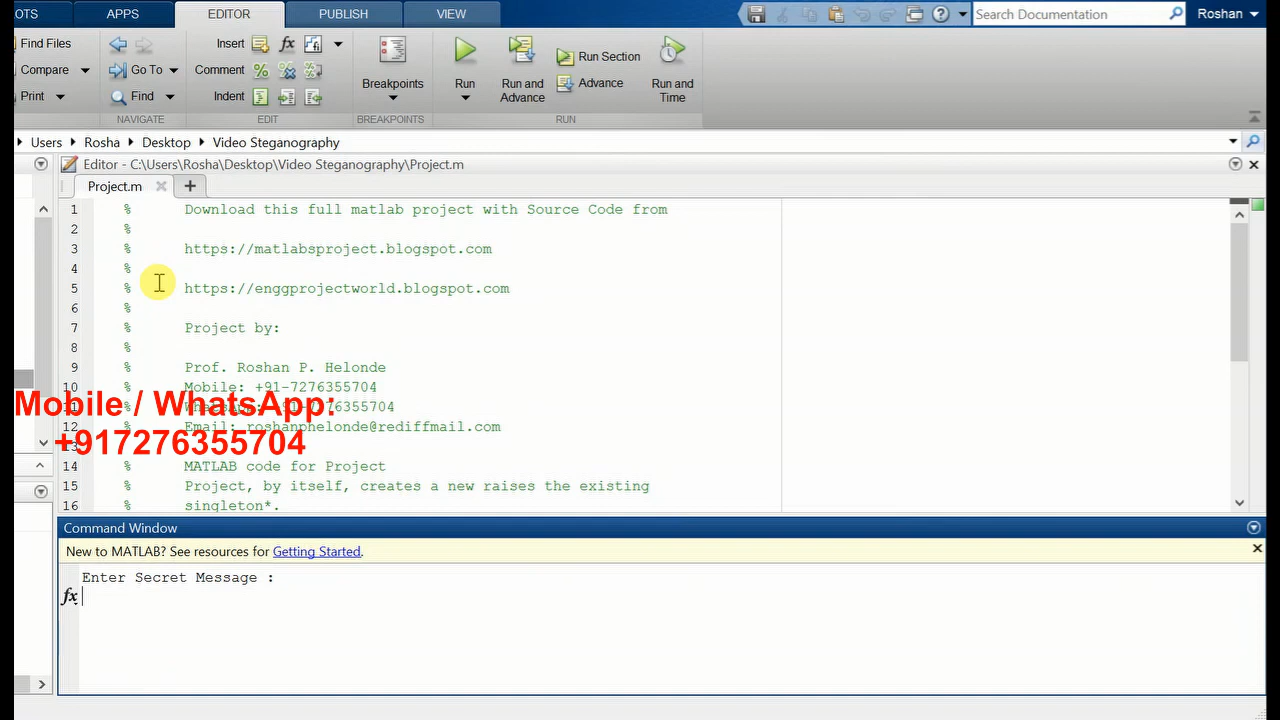 OTS APPS EDITOR PUBLISH VIEW Search Documentation Roshan
Find Files Insert fx
Compare Go To Comment Breakpoints Run Run and Advance Run Section Advance Run and Time
Print Find Indent
NAVIGATE EDIT BREAKPOINTS RUN
Users Rosha Desktop Video Steganography
Editor - C:\Users\Rosha\Desktop\Video Steganography\Project.m
Project.m
1 % Download this full matlab project with Source Code from
2 %
3 % https://matlabsproject.blogspot.com
4 %
5 % https://enggprojectworld.blogspot.com
6 %
7 % Project by:
8 %
9 % Prof. Roshan P. Helonde
10 % Mobile: +91-7276355704
Mobile / WhatsApp:
+917276355704
12 % Email: roshanphelonde@rediffmail.com
14 % MATLAB code for Project
15 % Project, by itself, creates a new raises the existing
16 % singleton*.
Command Window
New to MATLAB? See resources for Getting Started.
Enter Secret Message :
fx